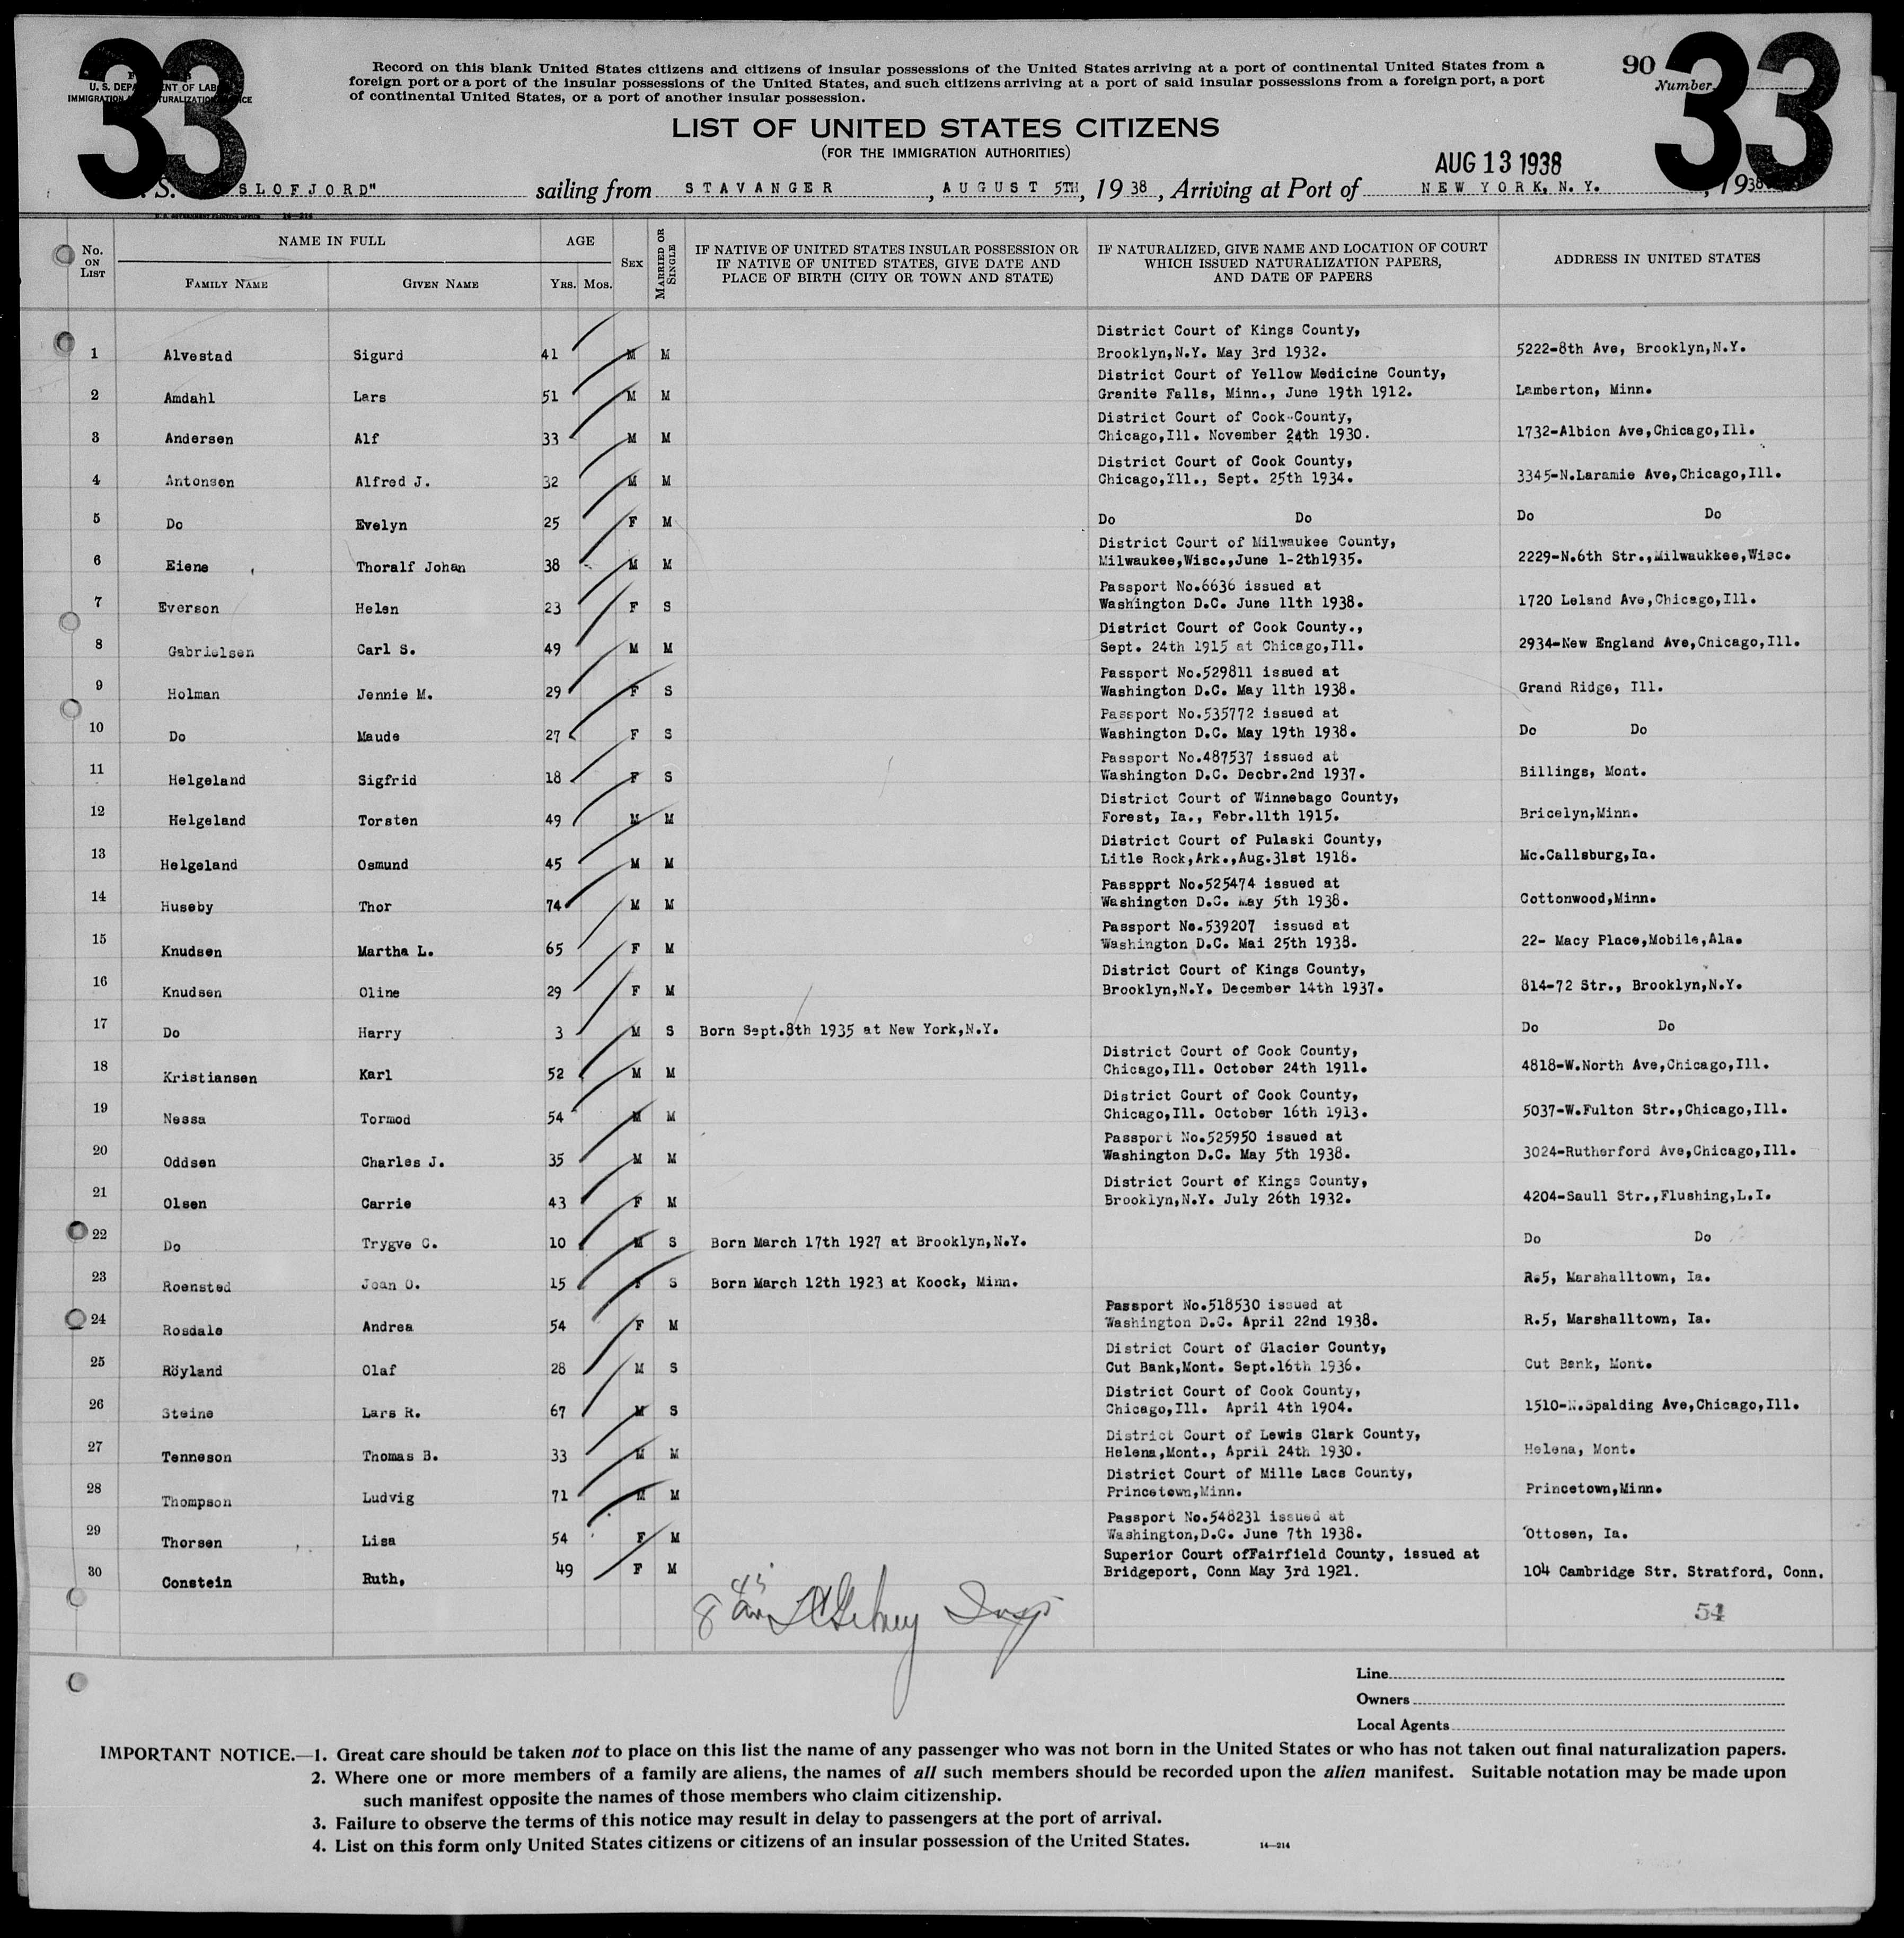 33
33
U. S. DEPARTMENT OF LABOR
IMMIGRATION NATURALIZATION SERVICE
Record on this blank United States citizens and citizens of insular possessions of the United States arriving at a port of continental United States from a
foreign port or a port of the insular possessions of the United States, and such citizens arriving at a port of said insular possessions from a foreign port, a port
of continental United States, or a port of another insular possession.
90
Number
LIST OF UNITED STATES CITIZENS
(FOR THE IMMIGRATION AUTHORITIES)
AUG 13 1938
S. SLOFJORD" sailing from STAVANGER, AUGUST 5TH, 1938, Arriving at Port of NEW YORK, N. Y., 1938
U. S. GOVERNMENT PRINTING OFFICE 14—214
No. ON LIST NAME IN FULL AGE SEX MARRIED OR SINGLE IF NATIVE OF UNITED STATES INSULAR POSSESSION OR IF NATIVE OF UNITED STATES, GIVE DATE AND PLACE OF BIRTH (CITY OR TOWN AND STATE) IF NATURALIZED, GIVE NAME AND LOCATION OF COURT WHICH ISSUED NATURALIZATION PAPERS, AND DATE OF PAPERS ADDRESS IN UNITED STATES
FAMILY NAME GIVEN NAME YRS. MOS.
District Court of Kings County,
1 Alvestad Sigurd 41 M M Brooklyn,N.Y. May 3rd 1932. 5222-8th Ave, Brooklyn,N.Y.
District Court of Yellow Medicine County,
2 Amdahl Lars 51 M M Granite Falls, Minn., June 19th 1912. Lamberton, Minn.
District Court of Cook County,
3 Andersen Alf 33 M M Chicago,Ill. November 24th 1930. 1732-Albion Ave,Chicago,Ill.
District Court of Cook County,
4 Antonsen Alfred J. 32 M M Chicago,Ill., Sept. 25th 1934. 3345-N.Laramie Ave,Chicago,Ill.
5 Do Evelyn 25 F M Do Do Do Do
District Court of Milwaukee County,
6 Eiene Thoralf Johan 38 M M Milwaukee,Wisc.,June 1-2th1935. 2229-N.6th Str.,Milwaukkee,Wisc.
Passport No.6636 issued at
7 Everson Helen 23 F S Washington D.C. June 11th 1938. 1720 Leland Ave,Chicago,Ill.
District Court of Cook County.,
8 Gabrielsen Carl S. 49 M M Sept. 24th 1915 at Chicago,Ill. 2934-New England Ave,Chicago,Ill.
Passport No.529811 issued at
9 Holman Jennie M. 29 F S Washington D.C. May 11th 1938. Grand Ridge, Ill.
Passport No.535772 issued at
10 Do Maude 27 F S Washington D.C. May 19th 1938. Do Do
Passport No.487537 issued at
11 Helgeland Sigfrid 18 F S Washington D.C. Decbr.2nd 1937. Billings, Mont.
District Court of Winnebago County,
12 Helgeland Torsten 49 M M Forest, Ia., Febr.11th 1915. Bricelyn,Minn.
District Court of Pulaski County,
13 Helgeland Osmund 45 M M Litle Rock,Ark.,Aug.31st 1918. Mc.Callsburg,Ia.
Passpprt No.525474 issued at
14 Huseby Thor 74 M M Washington D.C. May 5th 1938. Cottonwood,Minn.
Passport No.539207 issued at
15 Knudsen Martha L. 65 F M Washington D.C. Mai 25th 1938. 22- Macy Place,Mobile,Ala.
District Court of Kings County,
16 Knudsen Oline 29 F M Brooklyn,N.Y. December 14th 1937. 814-72 Str., Brooklyn,N.Y.
17 Do Harry 3 M S Born Sept.8th 1935 at New York,N.Y. Do Do
District Court of Cook County,
18 Kristiansen Karl 52 M M Chicago,Ill. October 24th 1911. 4818-W.North Ave,Chicago,Ill.
District Court of Cook County,
19 Nessa Tormod 54 M M Chicago,Ill. October 16th 1913. 5037-W.Fulton Str.,Chicago,Ill.
Passport No.525950 issued at
20 Oddsen Charles J. 35 M M Washington D.C. May 5th 1938. 3024-Rutherford Ave,Chicago,Ill.
District Court of Kings County,
21 Olsen Carrie 43 F M Brooklyn,N.Y. July 26th 1932. 4204-Saull Str.,Flushing,L.I.
22 Do Trygve C. 10 M S Born March 17th 1927 at Brooklyn,N.Y. Do Do
23 Roensted Jean O. 15 F S Born March 12th 1923 at Koock, Minn. R.5, Marshalltown, Ia.
Passport No.518530 issued at
24 Rosdale Andrea 54 F M Washington D.C. April 22nd 1938. R.5, Marshalltown, Ia.
District Court of Glacier County,
25 Röyland Olaf 28 M S Cut Bank,Mont. Sept.16th 1936. Cut Bank, Mont.
District Court of Cook County,
26 Steine Lars R. 67 M S Chicago,Ill. April 4th 1904. 1510-N.Spalding Ave,Chicago,Ill.
District Court of Lewis Clark County,
27 Tenneson Thomas B. 33 M M Helena,Mont., April 24th 1930. Helena, Mont.
District Court of Mille Lacs County,
28 Thompson Ludvig 71 M M Princetown,Minn. Princetown,Minn.
Passport No.548231 issued at
29 Thorsen Lisa 54 F M Washington,D.C. June 7th 1938. Ottosen, Ia.
Superior Court ofFairfield County, issued at
30 Constein Ruth, 49 F M Bridgeport, Conn May 3rd 1921. 104 Cambridge Str. Stratford, Conn.
54
Line
Owners
Local Agents
IMPORTANT NOTICE.—1. Great care should be taken not to place on this list the name of any passenger who was not born in the United States or who has not taken out final naturalization papers.
2. Where one or more members of a family are aliens, the names of all such members should be recorded upon the alien manifest. Suitable notation may be made upon
such manifest opposite the names of those members who claim citizenship.
3. Failure to observe the terms of this notice may result in delay to passengers at the port of arrival.
4. List on this form only United States citizens or citizens of an insular possession of the United States. 14—214